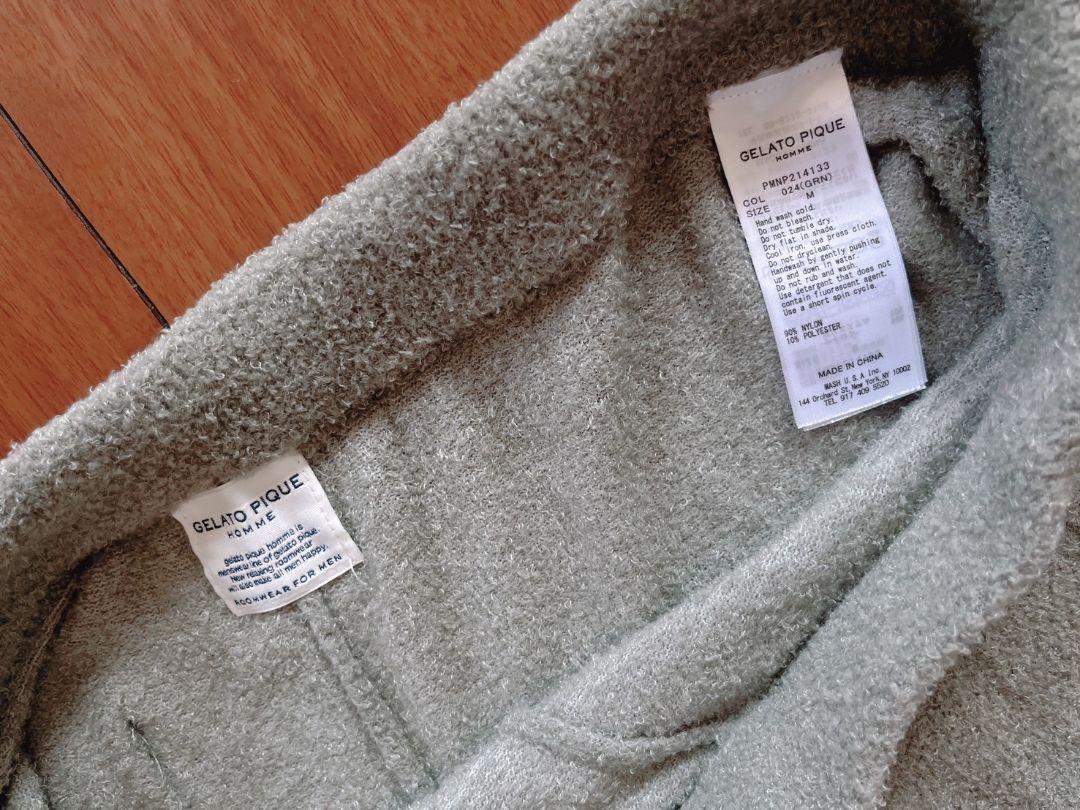 GELATO PIQUE
HOMME
gelato pique homme is
menswear line of gelato pique.
New relaxing roomwear
will also make all men happy.
ROOMWEAR FOR MEN
GELATO PIQUE
HOMME
PMNP214133
COL 024(GRN)
SIZE M
Hand wash cold.
Do not bleach.
Do not tumble dry.
Dry flat in shade.
Cool iron, use press cloth.
Do not dryclean.
Handwash by gently pushing
up and down in water.
Do not rub and wash.
Use detergent that does not
contain fluorescent agent.
Use a short spin cycle.
90% NYLON
10% POLYESTER
MADE IN CHINA
MASH U.S.A Inc.
144 Orchard St, New York, NY 10002
TEL 917 409 5520